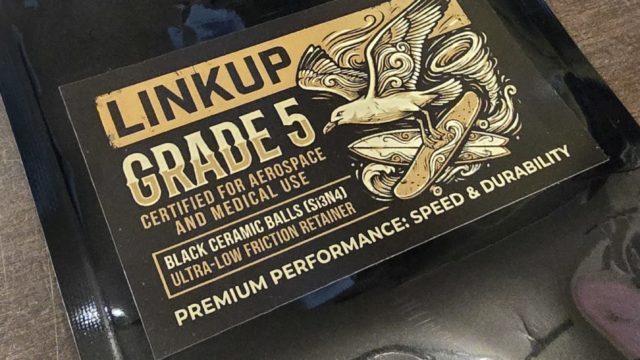 LINKUP
GRADE 5
CERTIFIED FOR AEROSPACE
AND MEDICAL USE
BLACK CERAMIC BALLS (Si3N4)
ULTRA-LOW FRICTION RETAINER
PREMIUM PERFORMANCE: SPEED & DURABILITY